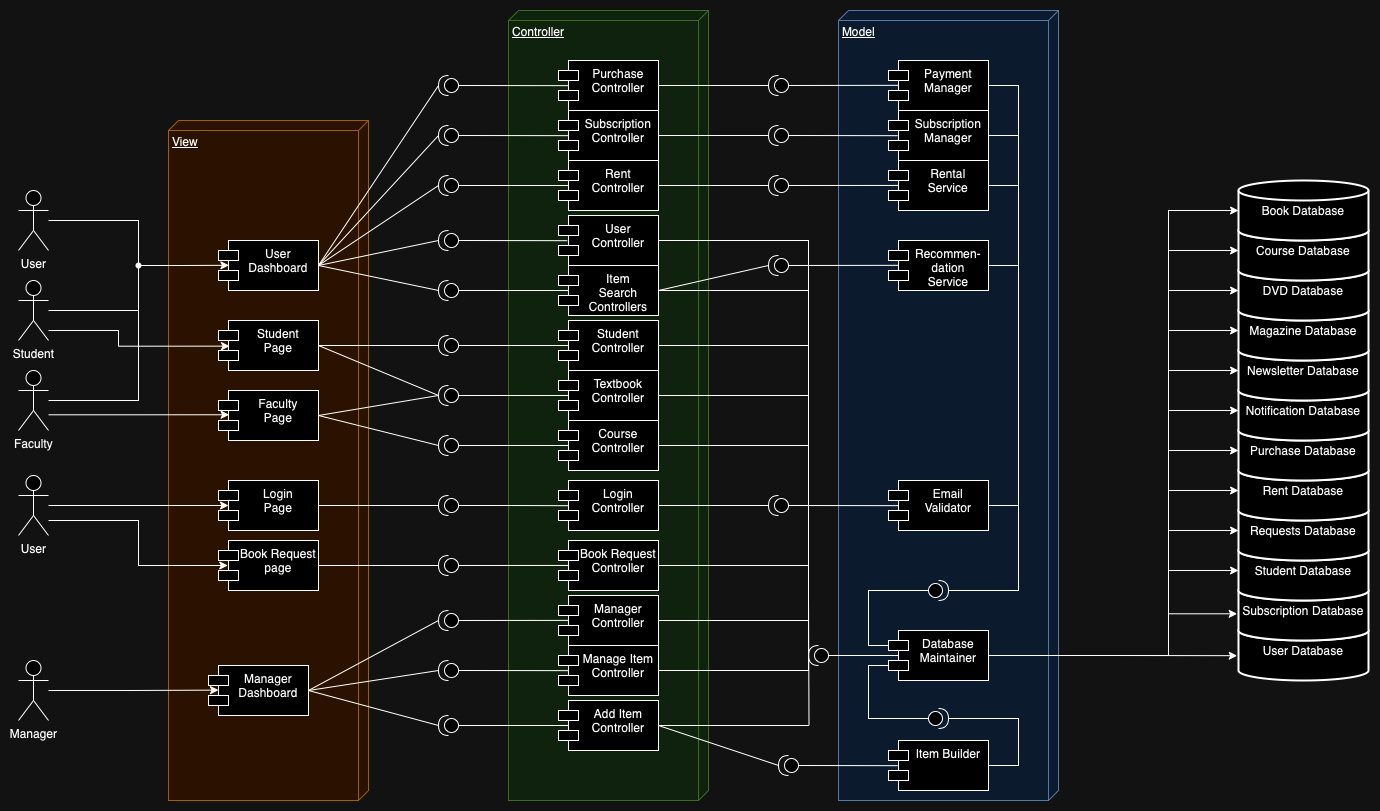 Controller
Model
View
Purchase
Controller
Subscription
Controller
Rent
Controller
User
Controller
Item
Search
Controllers
Student
Controller
Textbook
Controller
Course
Controller
Login
Controller
Book Request
Controller
Manager
Controller
Manage Item
Controller
Add Item
Controller
Payment
Manager
Subscription
Manager
Rental
Service
Recommen-
dation
Service
Email
Validator
Database
Maintainer
Item Builder
User
Dashboard
Student
Page
Faculty
Page
Login
Page
Book Request
page
Manager
Dashboard
User
Student
Faculty
User
Manager
Book Database
Course Database
DVD Database
Magazine Database
Newsletter Database
Notification Database
Purchase Database
Rent Database
Requests Database
Student Database
Subscription Database
User Database